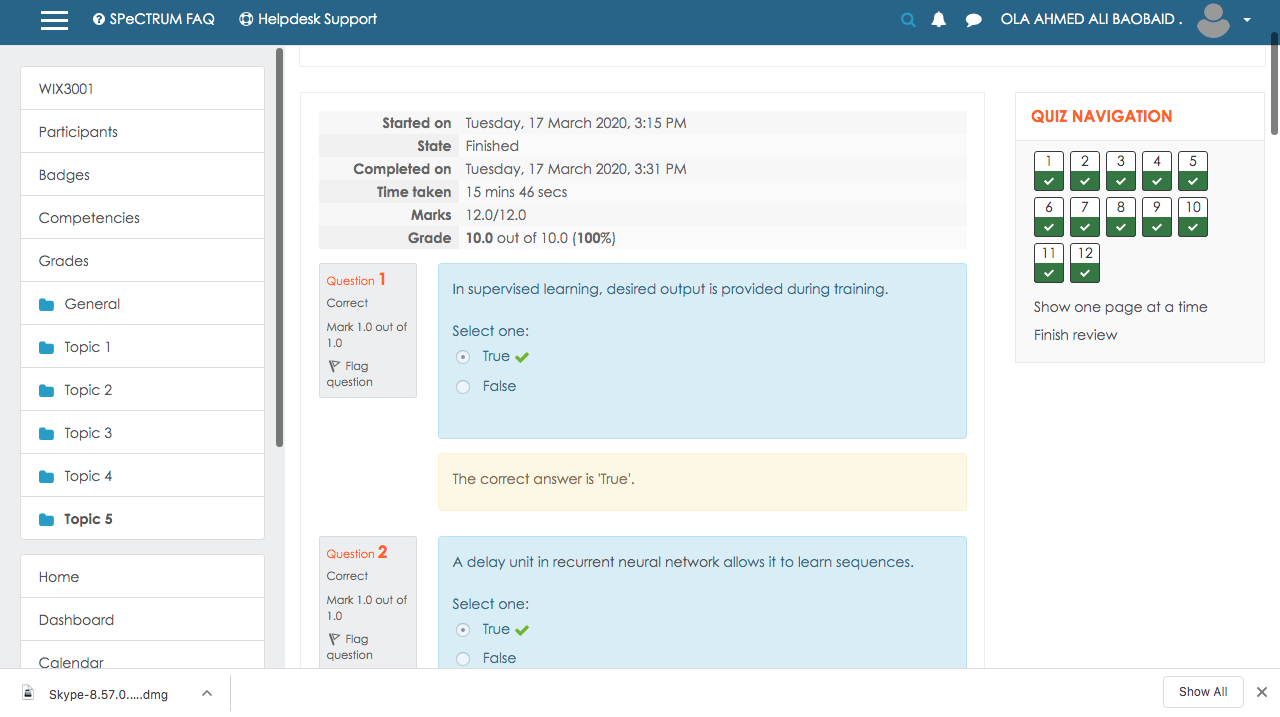 SPeCTRUM FAQ Helpdesk Support OLA AHMED ALI BAOBAID .
WIX3001
Participants
Badges
Competencies
Grades
General
Topic 1
Topic 2
Topic 3
Topic 4
Topic 5
Home
Dashboard
Calendar
Started on Tuesday, 17 March 2020, 3:15 PM
State Finished
Completed on Tuesday, 17 March 2020, 3:31 PM
Time taken 15 mins 46 secs
Marks 12.0/12.0
Grade 10.0 out of 10.0 (100%)
Question 1
Correct
Mark 1.0 out of
1.0
Flag
question
In supervised learning, desired output is provided during training.
Select one:
True
False
The correct answer is 'True'.
Question 2
Correct
Mark 1.0 out of
1.0
Flag
question
A delay unit in recurrent neural network allows it to learn sequences.
Select one:
True
False
QUIZ NAVIGATION
1 2 3 4 5
6 7 8 9 10
11 12
Show one page at a time
Finish review
Skype-8.57.0.....dmg
Show All